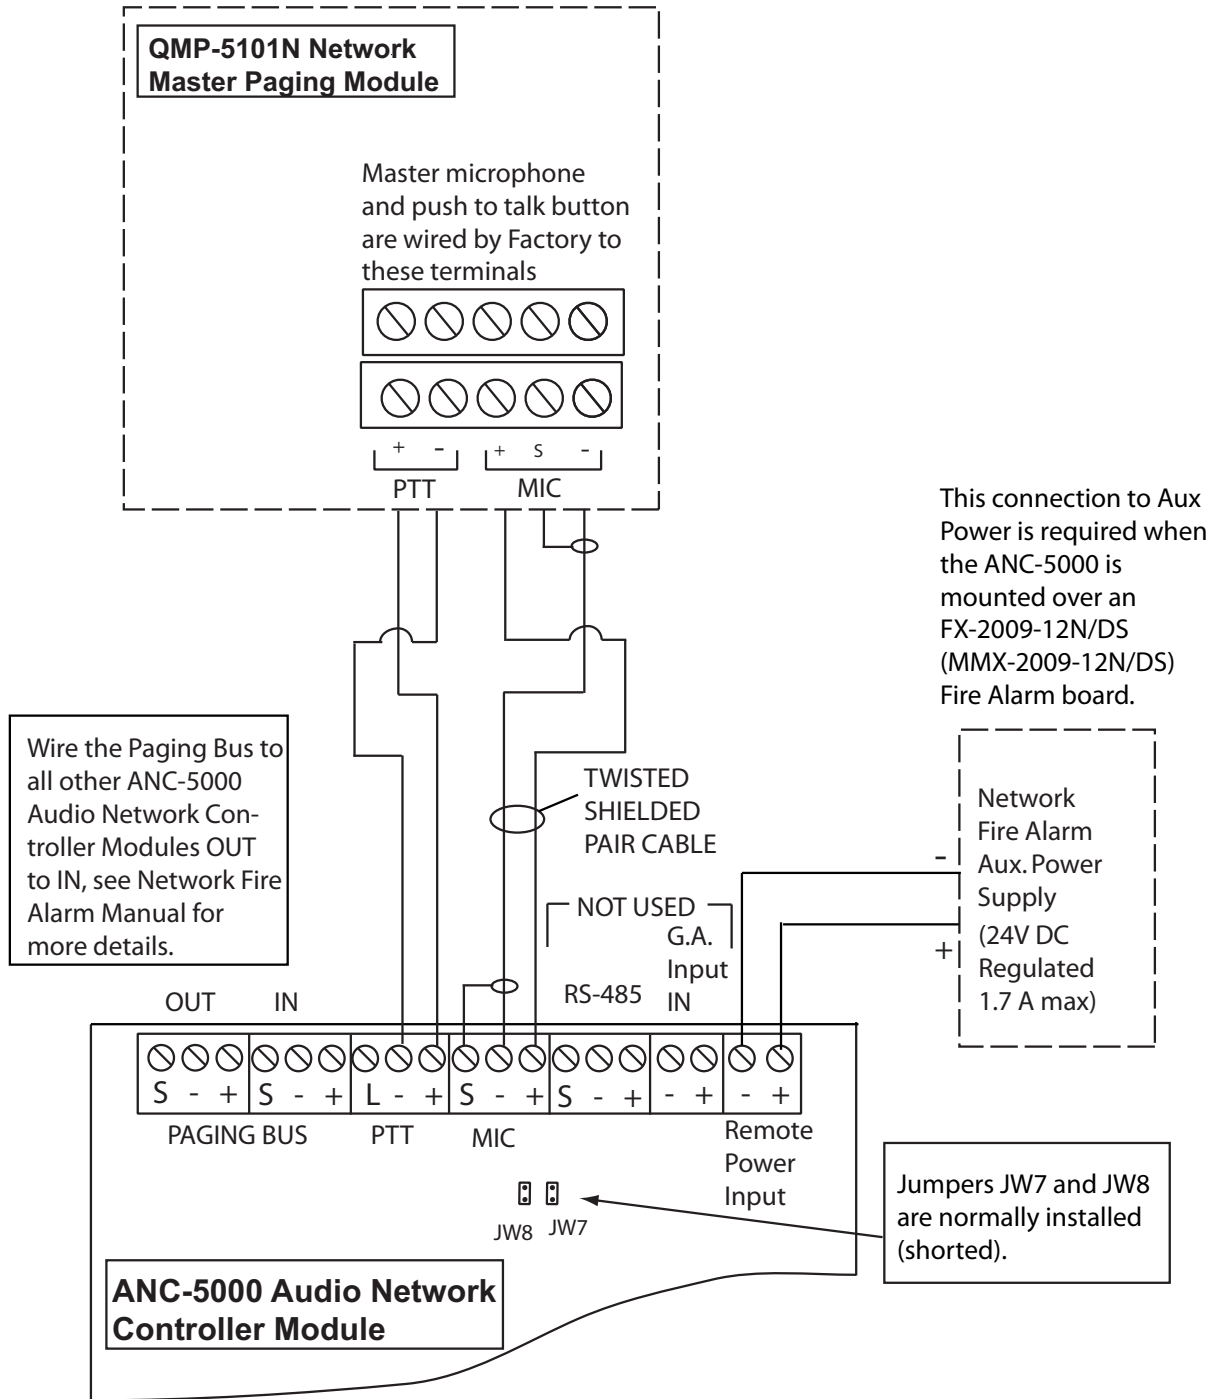 QMP-5101N Network
Master Paging Module
Master microphone
and push to talk button
are wired by Factory to
these terminals
+ - + S -
PTT MIC
This connection to Aux
Power is required when
the ANC-5000 is
mounted over an
FX-2009-12N/DS
(MMX-2009-12N/DS)
Fire Alarm board.
Wire the Paging Bus to
all other ANC-5000
Audio Network Con-
troller Modules OUT
to IN, see Network Fire
Alarm Manual for
more details.
TWISTED
SHIELDED
PAIR CABLE
-
+
Network
Fire Alarm
Aux. Power
Supply
(24V DC
Regulated
1.7 A max)
NOT USED
G.A.
Input
IN
RS-485
OUT IN
S - + S - + L - + S - + S - + - + - +
PAGING BUS PTT MIC
Remote
Power
Input
JW8 JW7
Jumpers JW7 and JW8
are normally installed
(shorted).
ANC-5000 Audio Network
Controller Module